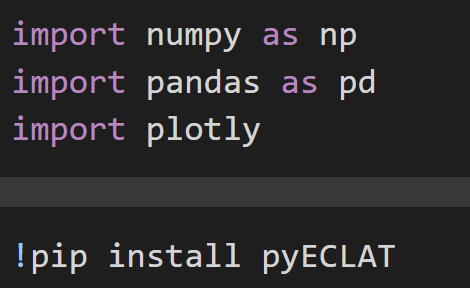 import numpy as np
import pandas as pd
import plotly
!pip install pyECLAT